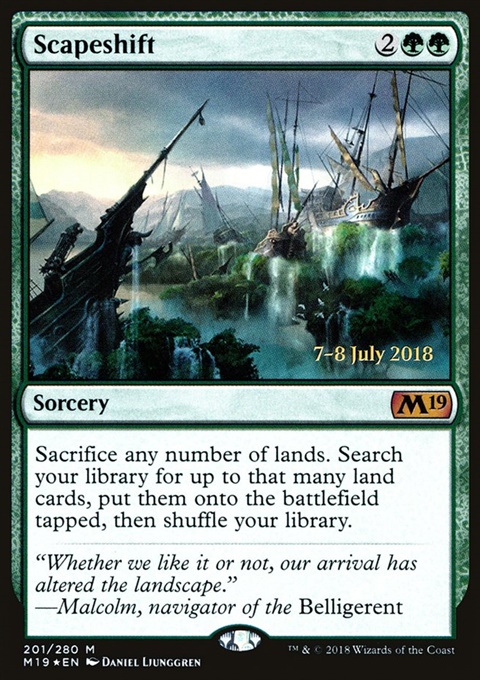 Scapeshift 2
7–8 July 2018
Sorcery M19
Sacrifice any number of lands. Search
your library for up to that many land
cards, put them onto the battlefield
tapped, then shuffle your library.
“Whether we like it or not, our arrival has
altered the landscape.”
—Malcolm, navigator of the Belligerent
201/280 M
M19★EN Daniel Ljunggren
™ & © 2018 Wizards of the Coast